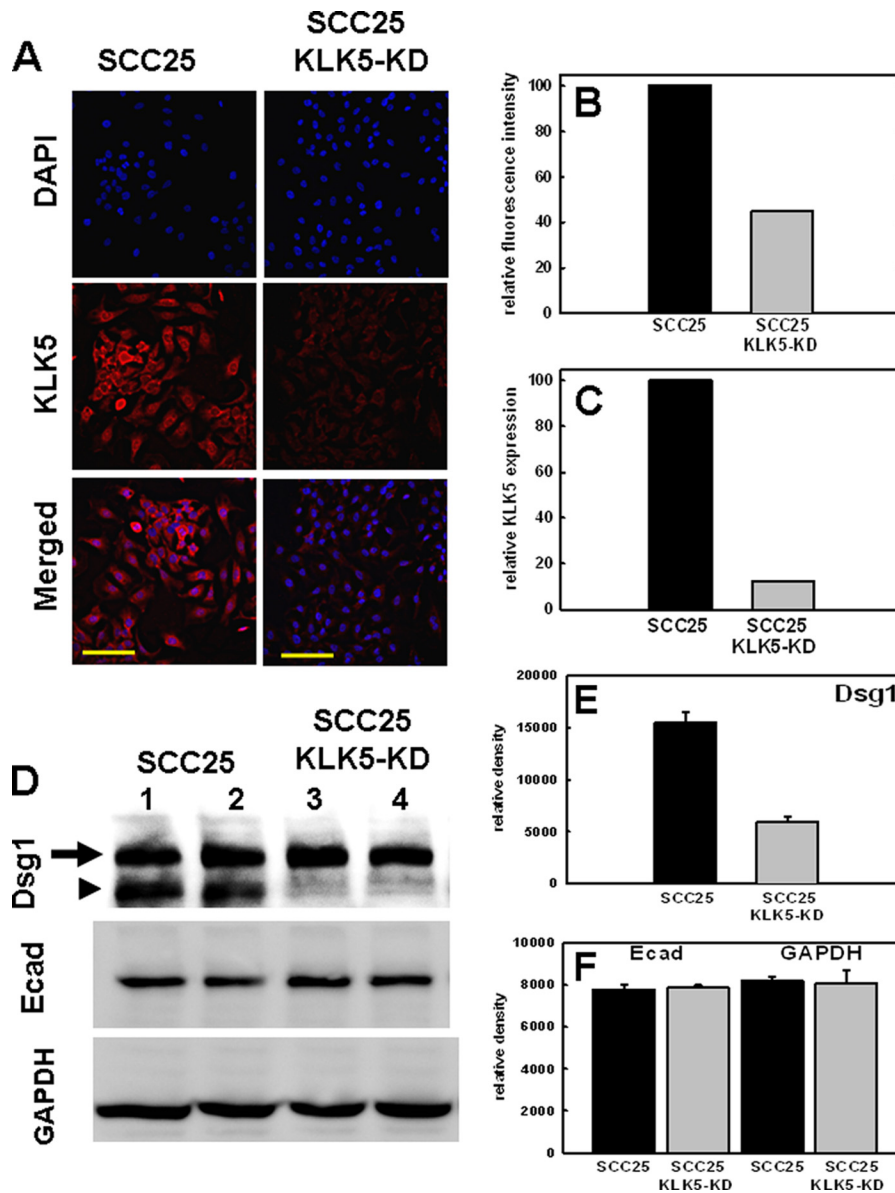 A
SCC25
SCC25
KLK5-KD
DAPI
KLK5
Merged
B
relative fluorescence intensity
100
80
60
40
20
0
SCC25
SCC25
KLK5-KD
C
relative KLK5 expression
100
80
60
40
20
0
SCC25
SCC25
KLK5-KD
D
SCC25
SCC25
KLK5-KD
1 2 3 4
Dsg1
Ecad
GAPDH
E
Dsg1
relative density
20000
15000
10000
5000
0
SCC25
SCC25
KLK5-KD
F
Ecad
GAPDH
relative density
10000
8000
6000
4000
2000
0
SCC25
SCC25
KLK5-KD
SCC25
SCC25
KLK5-KD